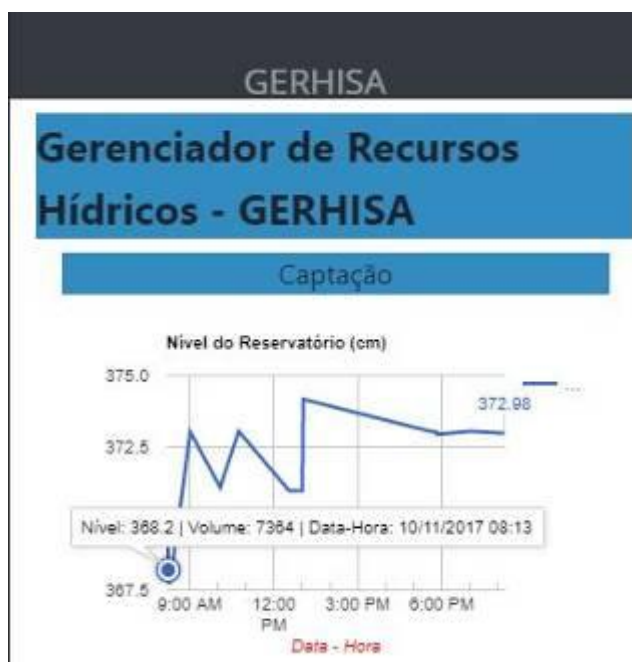 GERHISA
Gerenciador de Recursos
Hídricos - GERHISA
Captação
Nível do Reservatório (cm)
375.0
...
372.98
372.5
Nível: 368.2 | Volume: 7364 | Data-Hora: 10/11/2017 08:13
367.5
9:00 AM 12:00 PM 3:00 PM 6:00 PM
Data - Hora